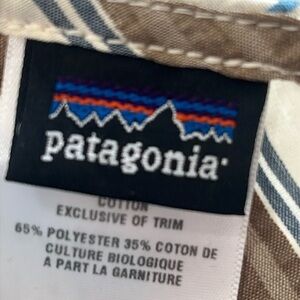 patagonia
COTTON
EXCLUSIVE OF TRIM
65% POLYESTER 35% COTON DE
CULTURE BIOLOGIQUE
A PART LA GARNITURE